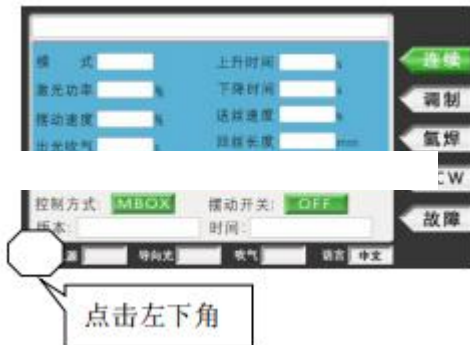 模 式 上升时间 s 连续
激光功率 % 下降时间 s 调制
摆动速度 % 送丝速度 %
出光吹气 s 回丝长度 mm 氩焊
CW
控制方式: MBOX 摆动开关: OFF
版本: 时间: 故障
源 导向光 吹气 语言 中文
点击左下角